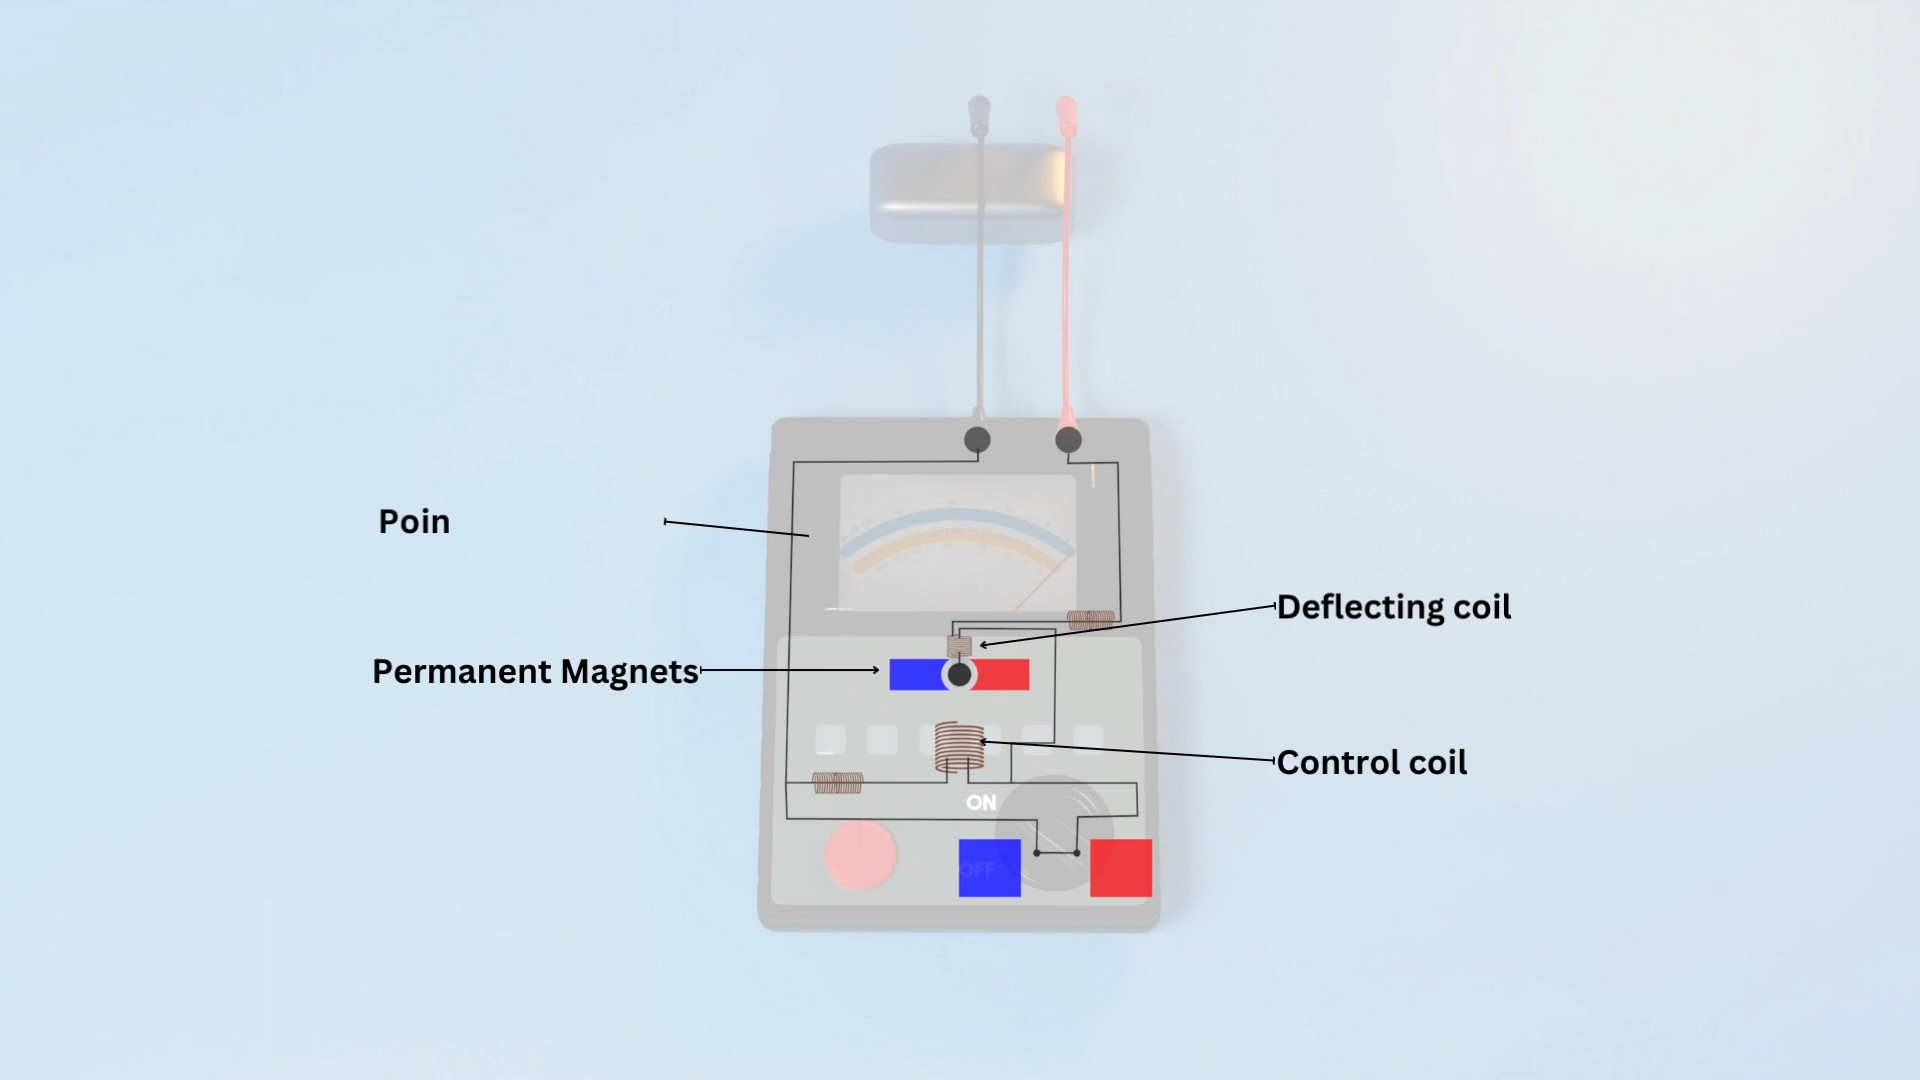 Poin
Deflecting coil
Permanent Magnets
Control coil
ON
OFF